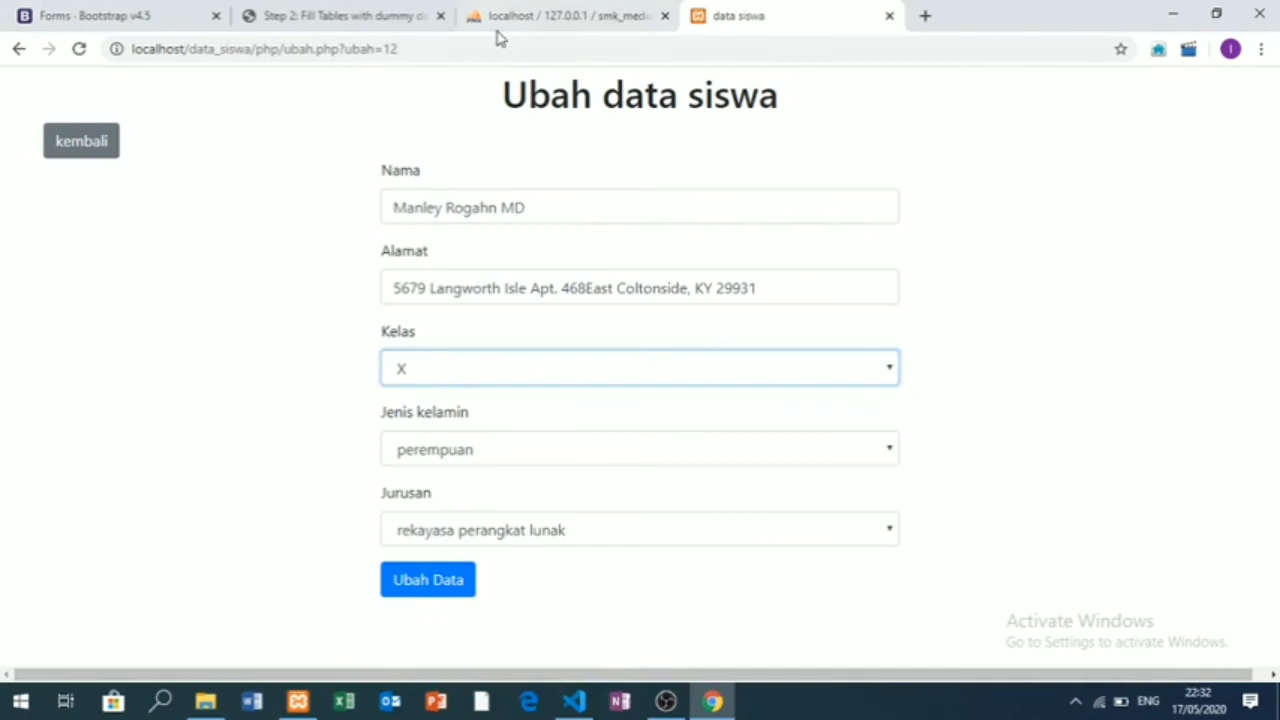 Forms · Bootstrap v4.5
Step 2: Fill Tables with dummy d
localhost / 127.0.0.1 / smk_medi
data siswa
localhost/data_siswa/php/ubah.php?ubah=12
Ubah data siswa
kembali
Nama
Manley Rogahn MD
Alamat
5679 Langworth Isle Apt. 468East Coltonside, KY 29931
Kelas
X
Jenis kelamin
perempuan
Jurusan
rekayasa perangkat lunak
Ubah Data
Activate Windows
Go to Settings to activate Windows.
ENG
22:32
17/05/2020